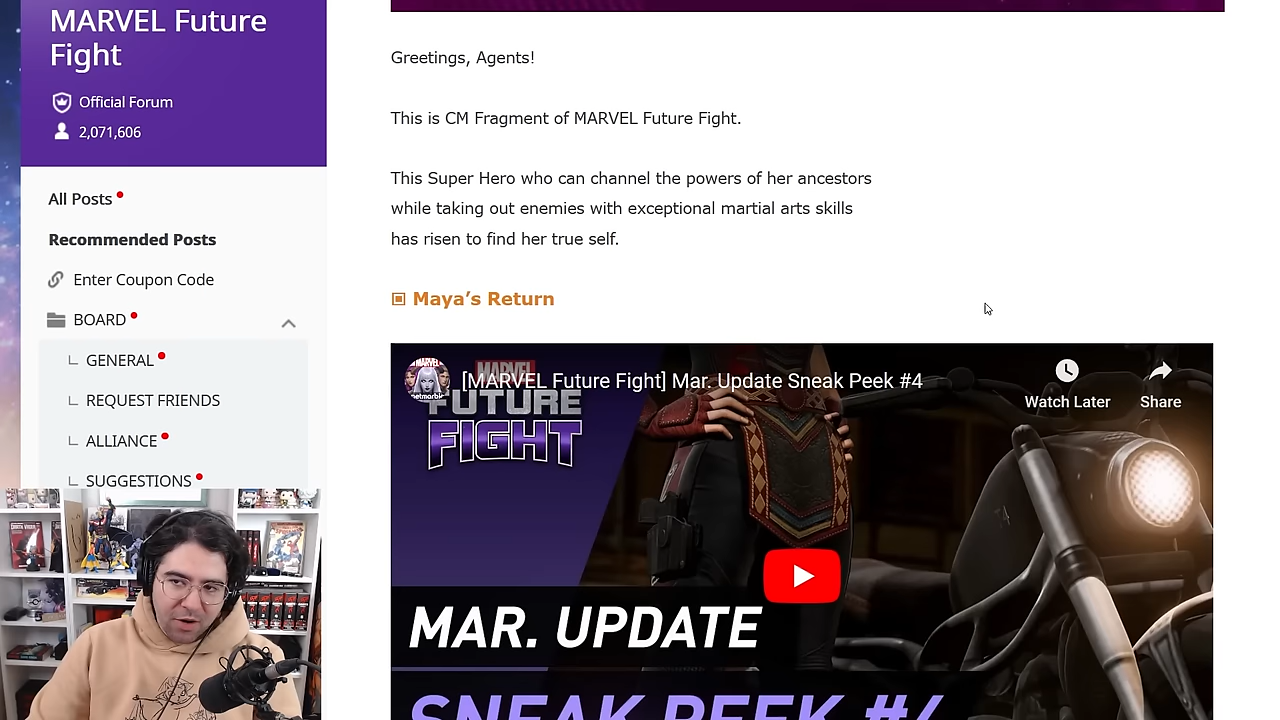 MARVEL Future
Fight
Official Forum
2,071,606
All Posts
Recommended Posts
Enter Coupon Code
BOARD
GENERAL
REQUEST FRIENDS
ALLIANCE
SUGGESTIONS
Greetings, Agents!
This is CM Fragment of MARVEL Future Fight.
This Super Hero who can channel the powers of her ancestors
while taking out enemies with exceptional martial arts skills
has risen to find her true self.
▣ Maya's Return
[MARVEL Future Fight] Mar. Update Sneak Peek #4
Watch Later
Share
MARVEL
FUTURE
FIGHT
MAR. UPDATE
SNEAK PEEK #4